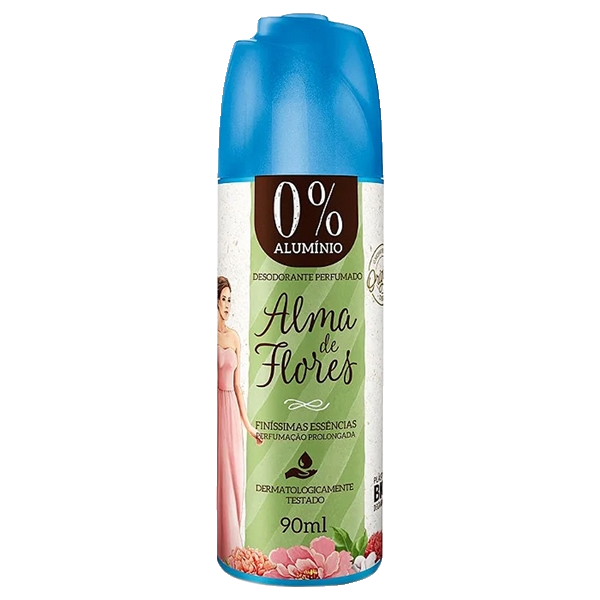 0%
ALUMÍNIO
DESODORANTE PERFUMADO
Alma
de
Flores
FINÍSSIMAS ESSÊNCIAS
PERFUMAÇÃO PROLONGADA
DERMATOLOGICAMENTE
TESTADO
90ml